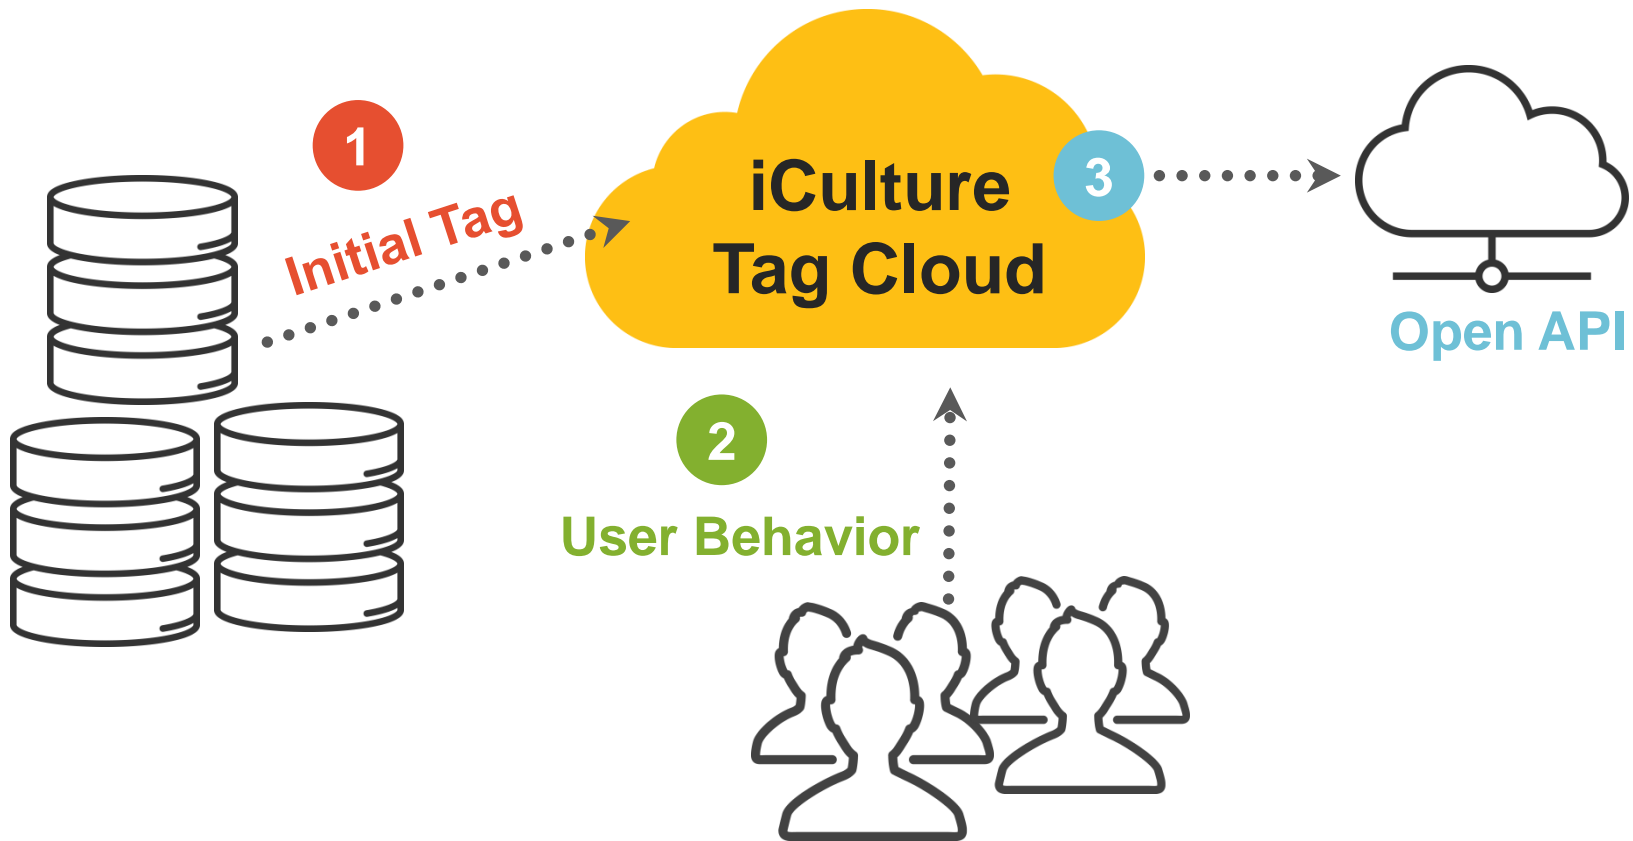 1
Initial Tag
iCulture
Tag Cloud
3
Open API
2
User Behavior